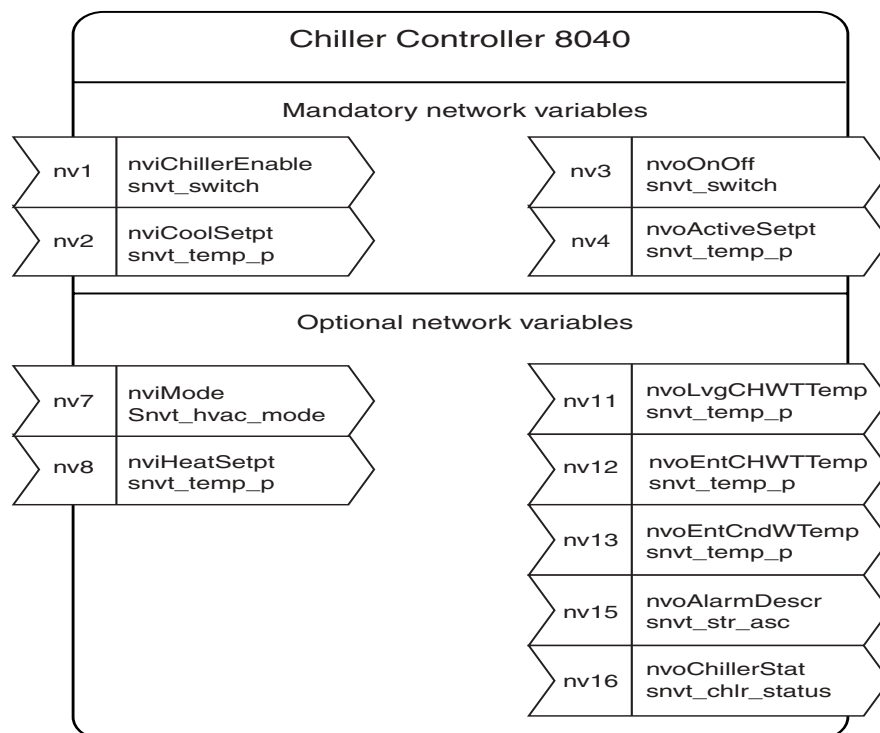 Chiller Controller 8040
Mandatory network variables
nv1
nviChillerEnable
snvt_switch
nv2
nviCoolSetpt
snvt_temp_p
nv3
nvoOnOff
snvt_switch
nv4
nvoActiveSetpt
snvt_temp_p
Optional network variables
nv7
nviMode
Snvt_hvac_mode
nv8
nviHeatSetpt
snvt_temp_p
nv11
nvoLvgCHWTTemp
snvt_temp_p
nv12
nvoEntCHWTTemp
snvt_temp_p
nv13
nvoEntCndWTemp
snvt_temp_p
nv15
nvoAlarmDescr
snvt_str_asc
nv16
nvoChillerStat
snvt_chlr_status